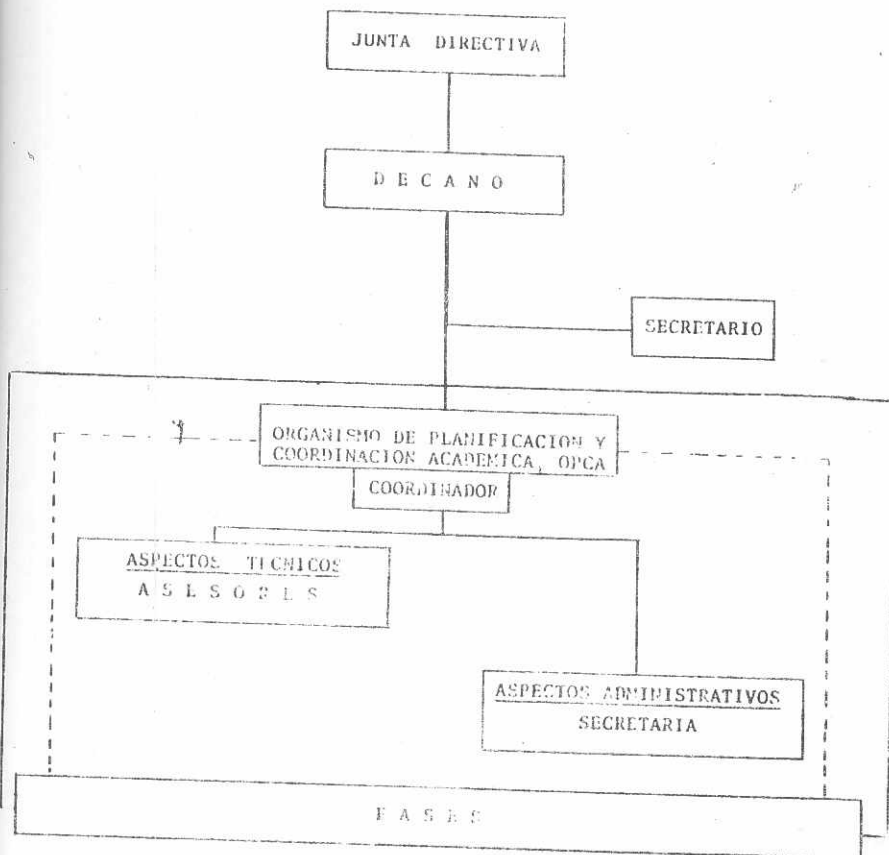 JUNTA DIRECTIVA
DECANO
SECRETARIO
ORGANISMO DE PLANIFICACION Y
COORDINACION ACADEMICA, OPCA
COORDINADOR
ASPECTOS TECNICOS
ASESORES
ASPECTOS ADMINISTRATIVOS
SECRETARIA
FASES